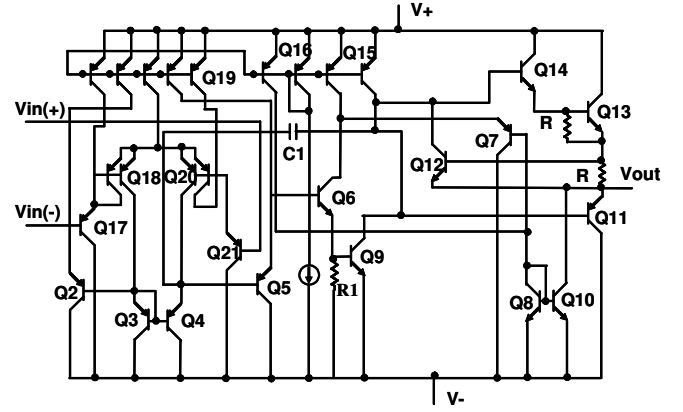 V+
Q16 Q15
Q19 Q14
Vin(+) Q13
C1 R
Q7
Q12
Q18 Q20 R Vout
Q6
Vin(-) Q17 Q11
Q21 Q9
Q2 Q5 R1
Q3 Q4 Q8 Q10
V-